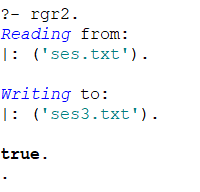 ?- rgr2.
Reading from:
|: ('ses.txt').
Writing to:
|: ('ses3.txt').
true.
.